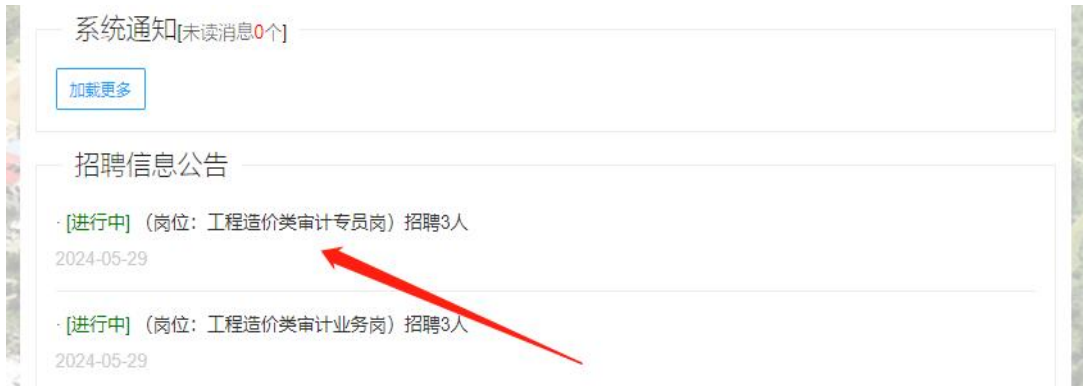 系统通知[未读消息0个]
加载更多
招聘信息公告
· [进行中] （岗位：工程造价类审计专员岗）招聘3人
2024-05-29
· [进行中] （岗位：工程造价类审计业务岗）招聘3人
2024-05-29